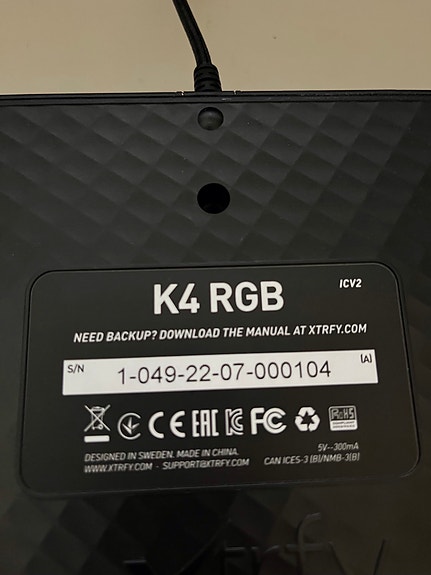 K4 RGB
ICV2
NEED BACKUP? DOWNLOAD THE MANUAL AT XTRFY.COM
S/N 1-049-22-07-000104 (A)
CE EAC FC RoHS
COMPLIANT
DESIGNED IN SWEDEN. MADE IN CHINA.
WWW.XTRFY.COM - SUPPORT@XTRFY.COM
5V⎓300mA
CAN ICES-3 (B)/NMB-3(B)
xtrfy